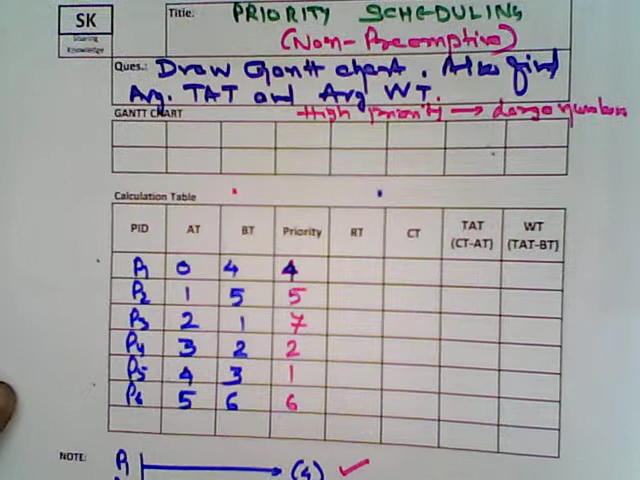 SK
Sharing
Knowledge
Title: PRIORITY SCHEDULING
(Non-Preemptive)
Ques.: Draw Gantt chart. Also find
Avg. TAT and Avg WT.
GANTT CHART High priority → Large numbers
Calculation Table
PID AT BT Priority RT CT TAT (CT-AT) WT (TAT-BT)
P1 0 4 4
P2 1 5 5
P3 2 1 7
P4 3 2 2
P5 4 3 1
P6 5 6 6
NOTE: P1 (4) ✓